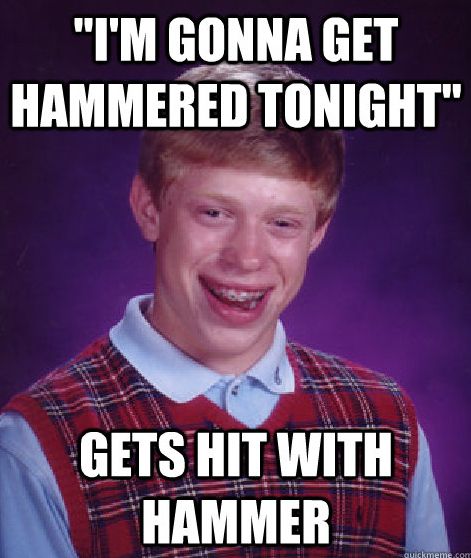 "I'M GONNA GET
HAMMERED TONIGHT"
GETS HIT WITH
HAMMER
quickmeme.com